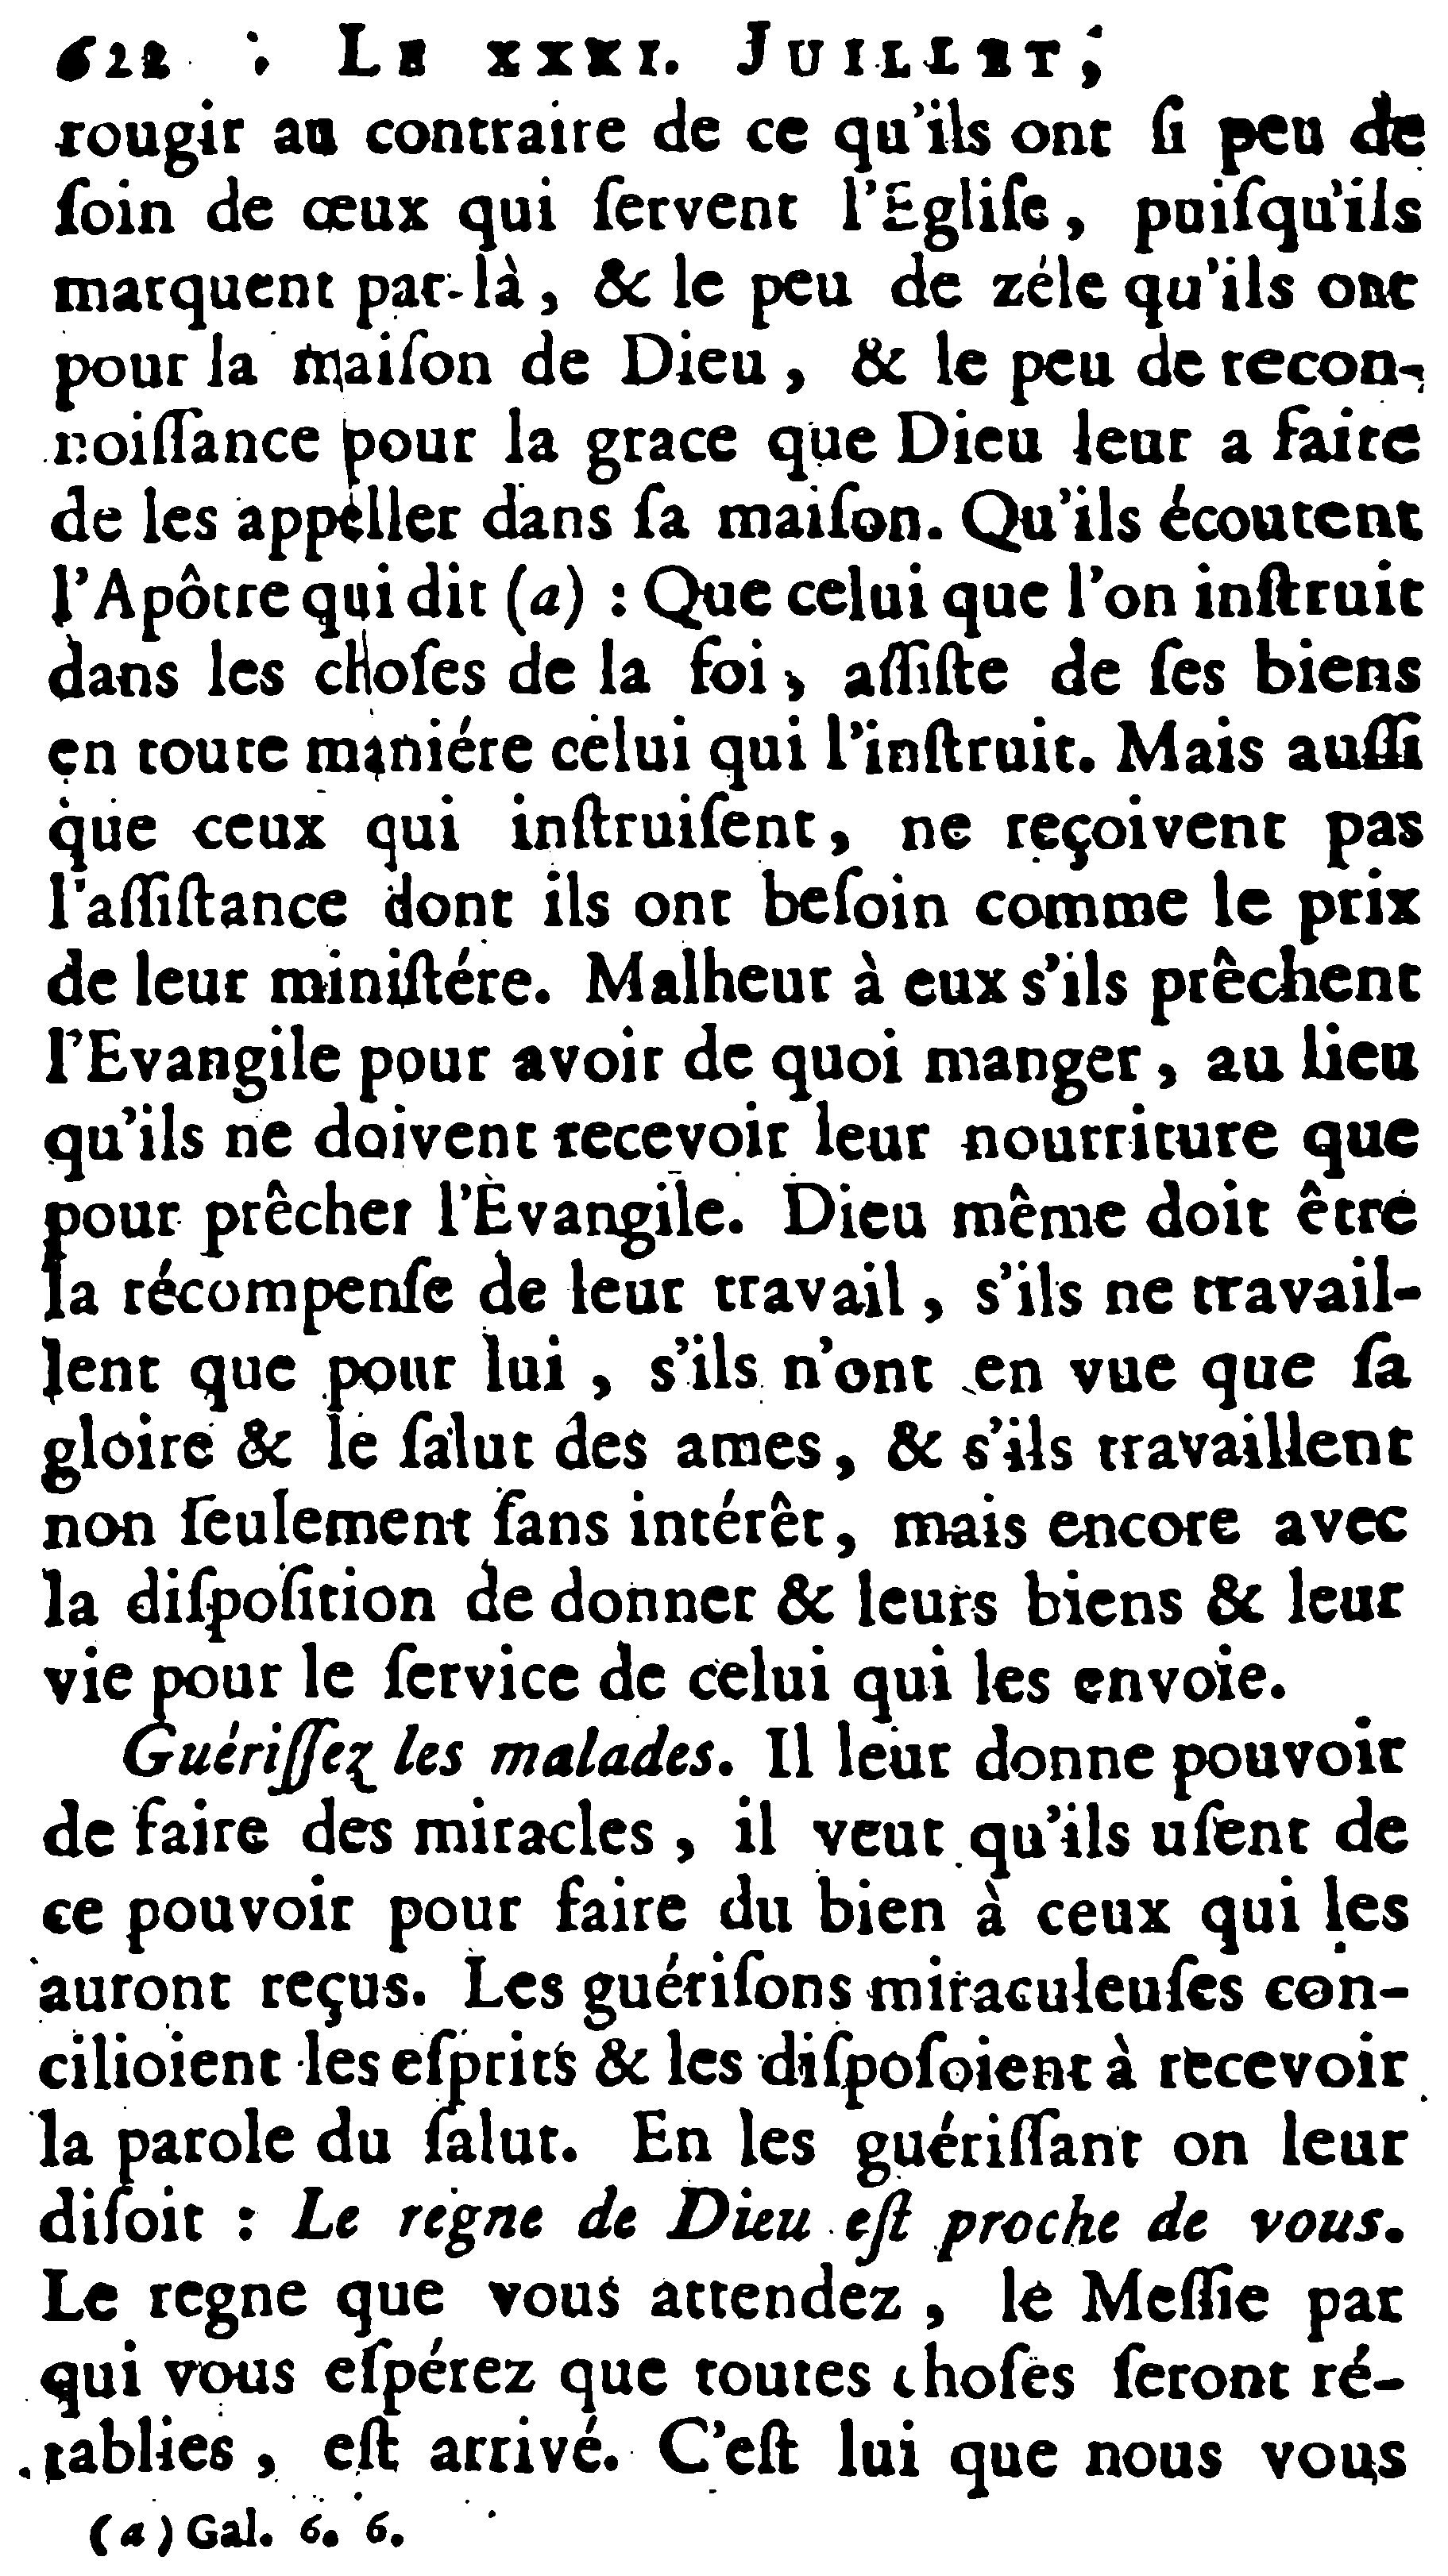 622 LE XXXI. JUILLET,
rougir au contraire de ce qu'ils ont ſi peu de
ſoin de ceux qui ſervent l'Egliſe, puiſqu'ils
marquent par-là, & le peu de zéle qu'ils ont
pour la maiſon de Dieu, & le peu de recon-
noiſſance pour la grace que Dieu leur a faite
de les appeller dans ſa maiſon. Qu'ils écoutent
l'Apôtre qui dit (a) : Que celui que l'on inſtruit
dans les choſes de la foi, aſſiſte de ſes biens
en toute maniére celui qui l'inſtruit. Mais auſſi
que ceux qui inſtruiſent, ne reçoivent pas
l'aſſiſtance dont ils ont beſoin comme le prix
de leur miniſtére. Malheur à eux s'ils prêchent
l'Evangile pour avoir de quoi manger, au lieu
qu'ils ne doivent recevoir leur nourriture que
pour prêcher l'Evangile. Dieu même doit être
la récompenſe de leur travail, s'ils ne travail-
lent que pour lui, s'ils n'ont en vue que ſa
gloire & le ſalut des ames, & s'ils travaillent
non ſeulement ſans intérêt, mais encore avec
la diſpoſition de donner & leurs biens & leur
vie pour le ſervice de celui qui les envoie.
Guériſſez les malades. Il leur donne pouvoir
de faire des miracles, il veut qu'ils uſent de
ce pouvoir pour faire du bien à ceux qui les
auront reçus. Les guériſons miraculeuſes con-
cilioient les eſprits & les diſpoſoient à recevoir
la parole du ſalut. En les guériſſant on leur
diſoit : Le regne de Dieu eſt proche de vous.
Le regne que vous attendez, le Meſſie par
qui vous eſpérez que toutes choſes ſeront ré-
tablies, eſt arrivé. C'eſt lui que nous vous
(a) Gal. 6. 6.